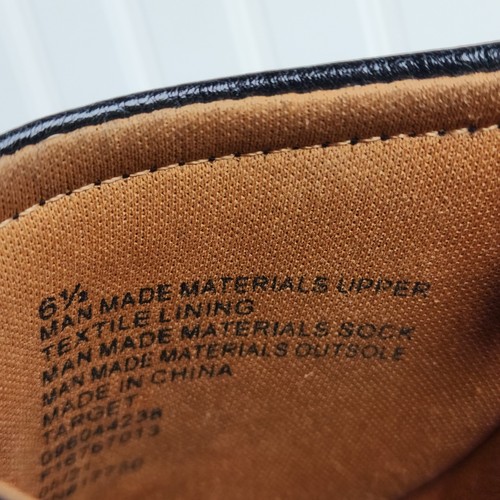 6½
MAN MADE MATERIALS UPPER
TEXTILE LINING
MAN MADE MATERIALS SOCK
MAN MADE MATERIALS OUTSOLE
MADE IN CHINA
TARGET
096044238